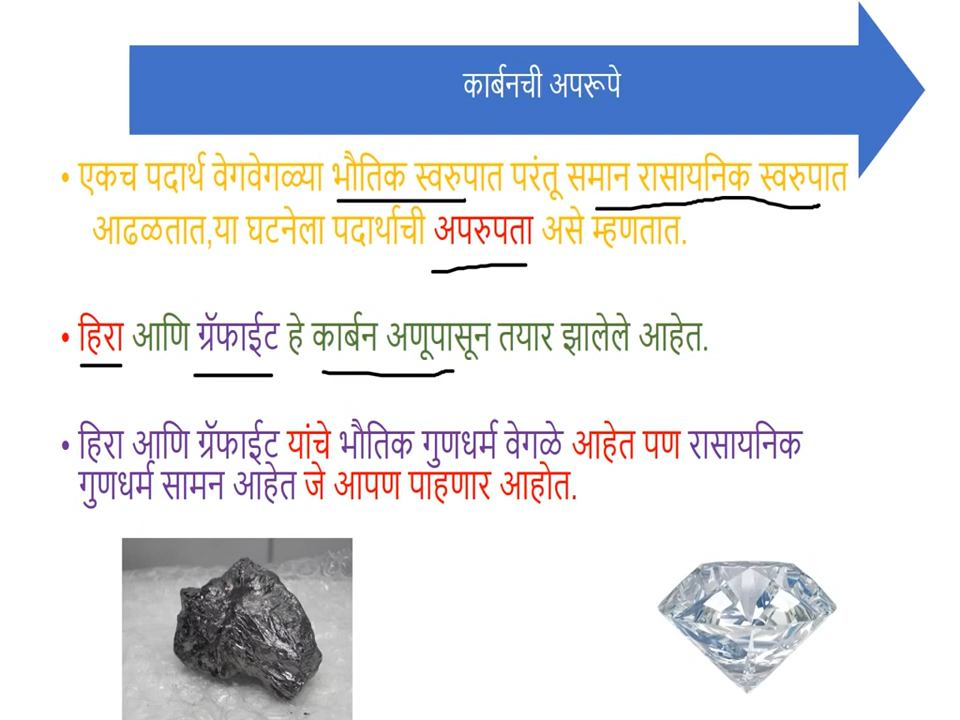 कार्बनची अपरूपे
• एकच पदार्थ वेगवेगळ्या भौतिक स्वरुपात परंतू समान रासायनिक स्वरुपात
आढळतात,या घटनेला पदार्थाची अपरुपता असे म्हणतात.
• हिरा आणि ग्रॅफाईट हे कार्बन अणूपासून तयार झालेले आहेत.
• हिरा आणि ग्रॅफाईट यांचे भौतिक गुणधर्म वेगळे आहेत पण रासायनिक
गुणधर्म सामन आहेत जे आपण पाहणार आहोत.